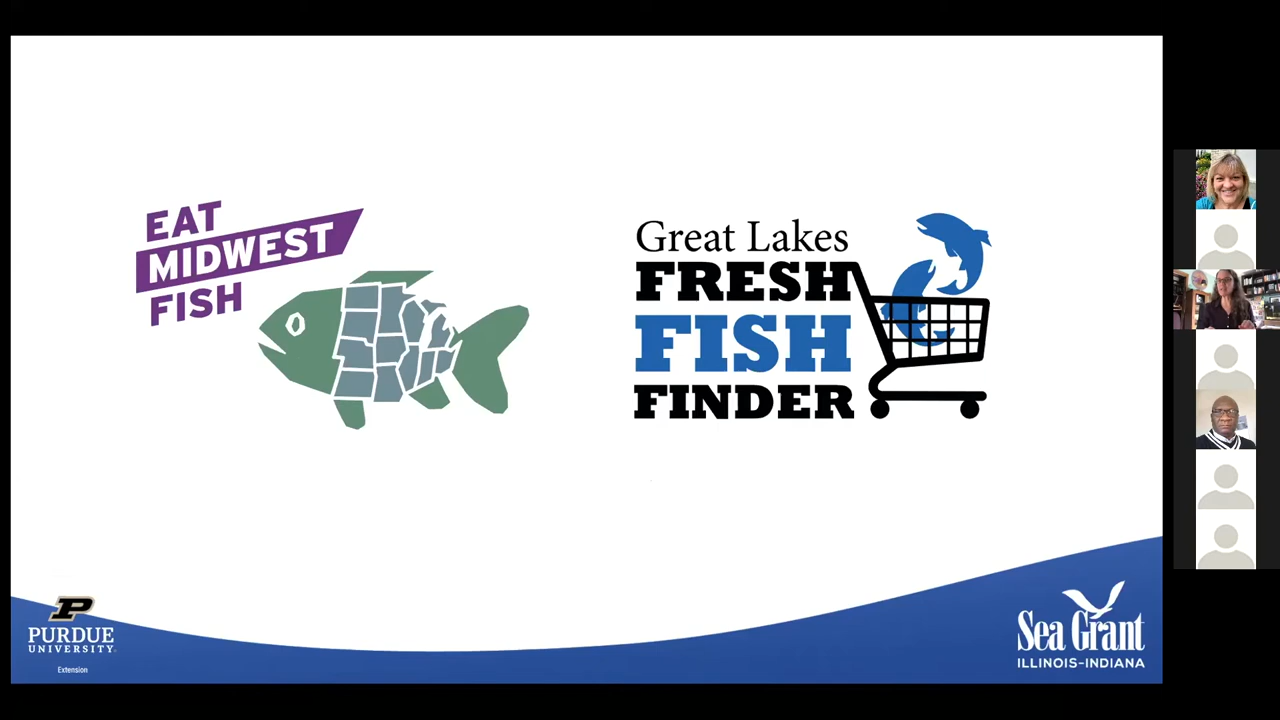 EAT
MIDWEST
FISH
Great Lakes
FRESH
FISH
FINDER
P
PURDUE
UNIVERSITY
Extension
Sea Grant
ILLINOIS-INDIANA